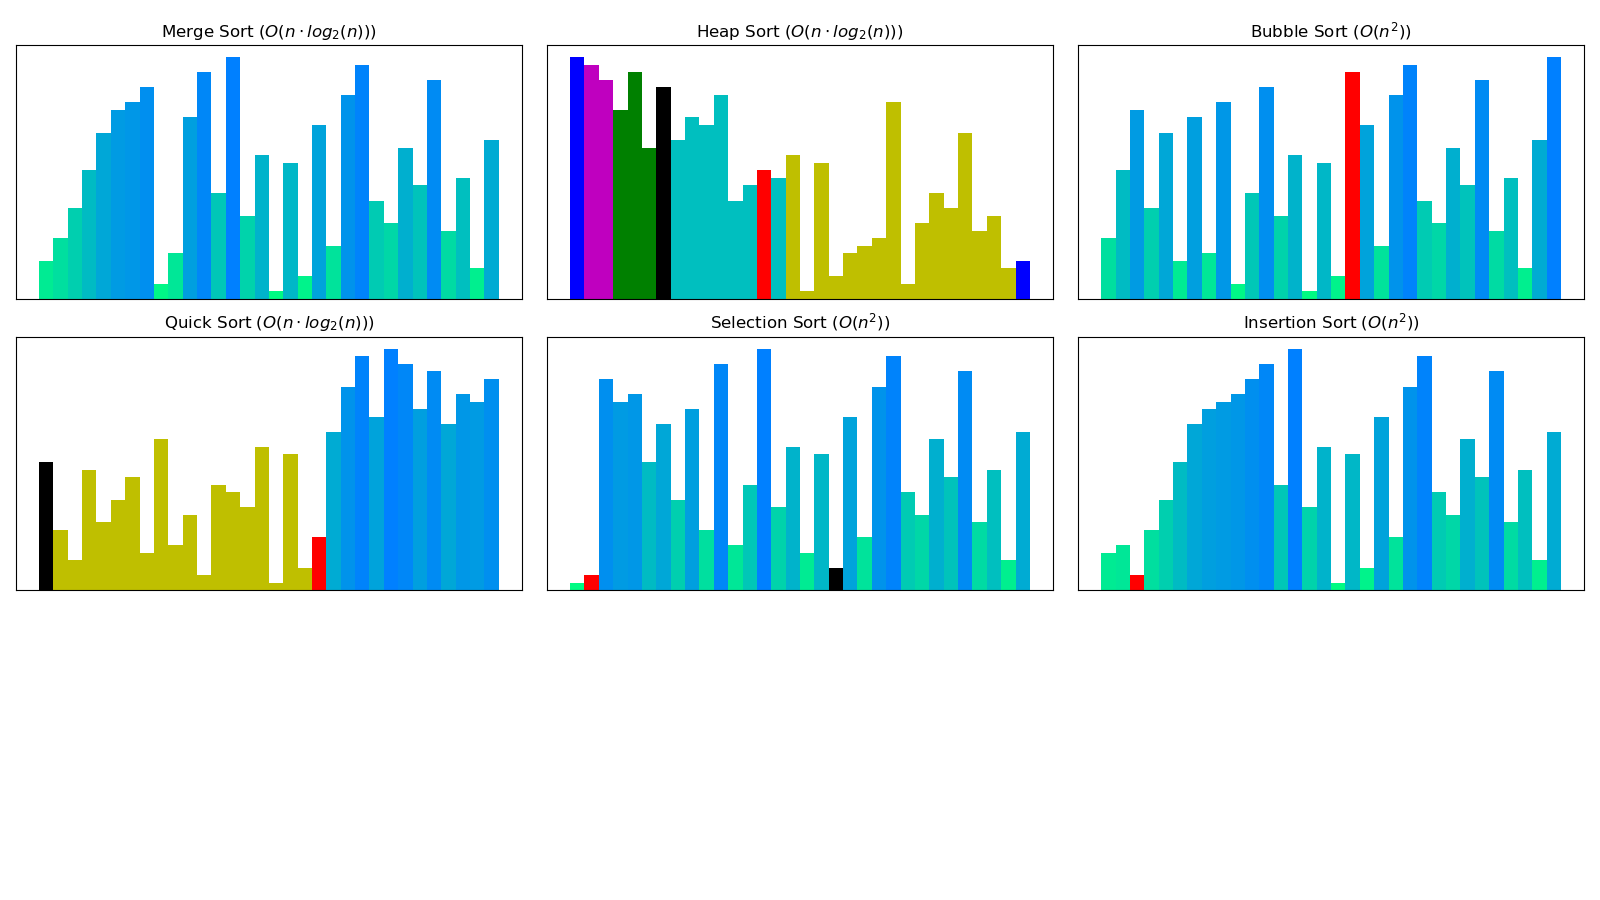 Merge Sort (O(n · log₂(n)))
Heap Sort (O(n · log₂(n)))
Bubble Sort (O(n²))
Quick Sort (O(n · log₂(n)))
Selection Sort (O(n²))
Insertion Sort (O(n²))